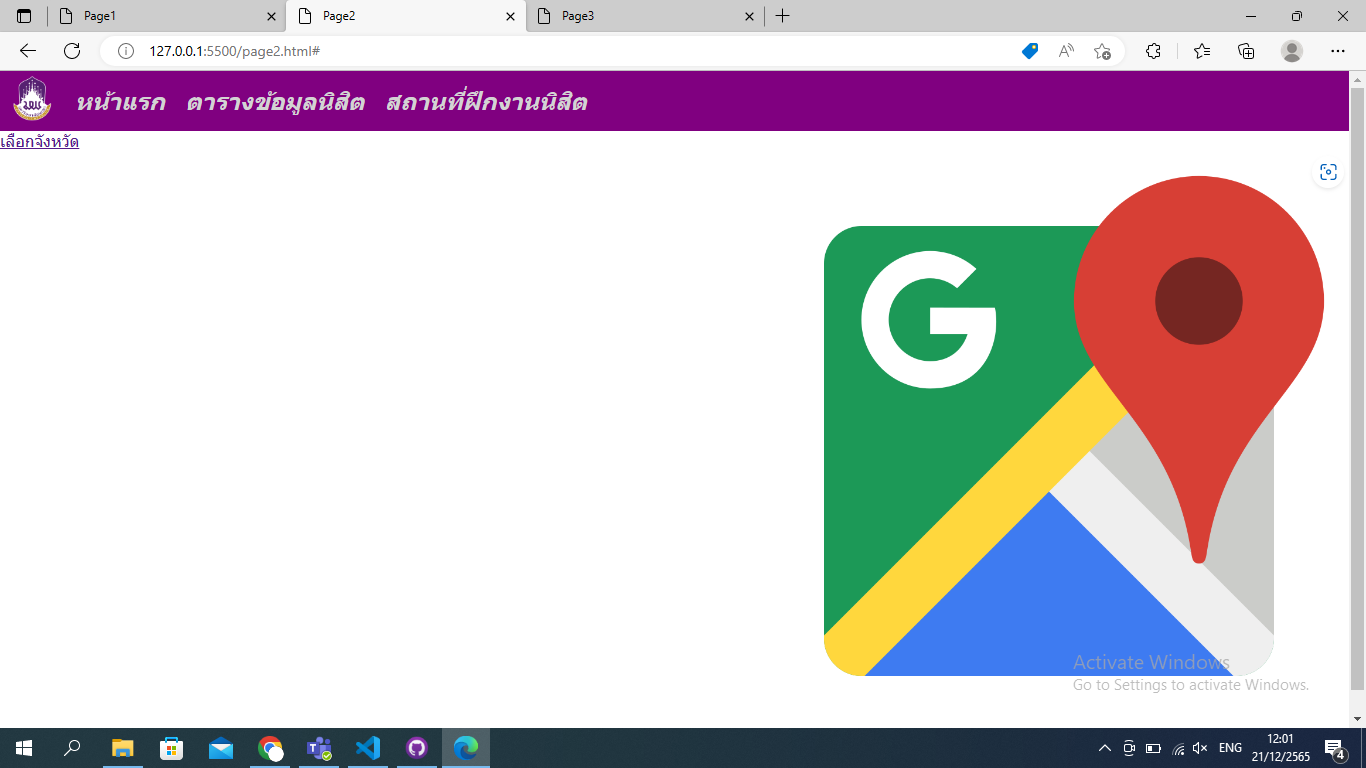 Page1
Page2
Page3
127.0.0.1:5500/page2.html#
หน้าแรก ตารางข้อมูลนิสิต สถานที่ฝึกงานนิสิต
เลือกจังหวัด
G
Activate Windows
Go to Settings to activate Windows.
ENG
12:01
21/12/2565
4